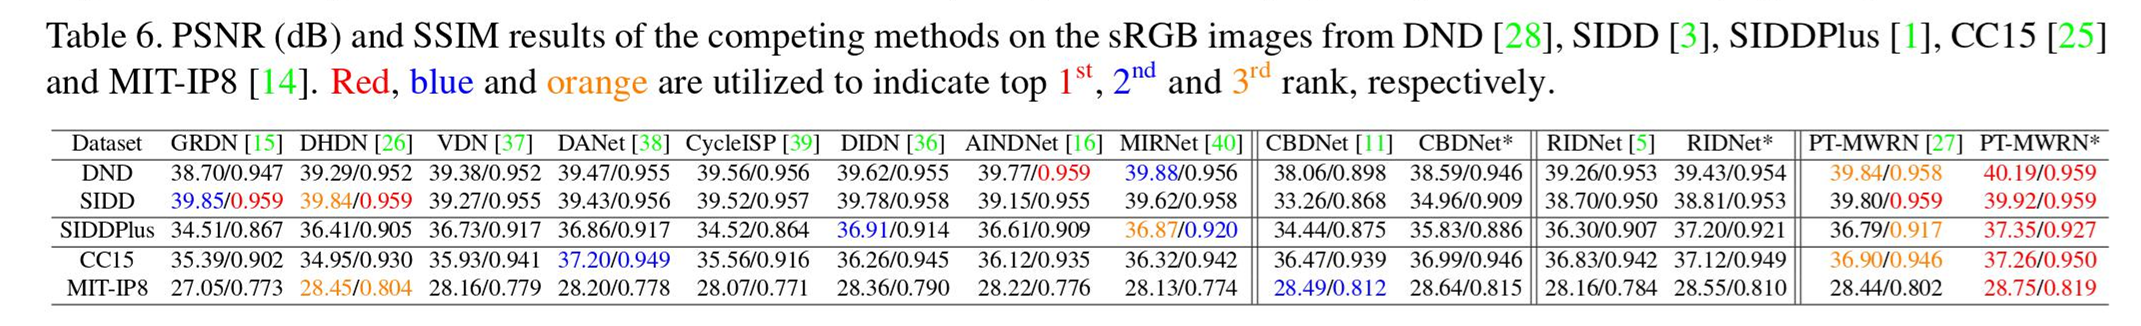 Table 6. PSNR (dB) and SSIM results of the competing methods on the sRGB images from DND [28], SIDD [3], SIDDPlus [1], CC15 [25]
and MIT-IP8 [14]. Red, blue and orange are utilized to indicate top 1st, 2nd and 3rd rank, respectively.
Dataset GRDN [15] DHDN [26] VDN [37] DANet [38] CycleISP [39] DIDN [36] AINDNet [16] MIRNet [40] CBDNet [11] CBDNet* RIDNet [5] RIDNet* PT-MWRN [27] PT-MWRN*
DND 38.70/0.947 39.29/0.952 39.38/0.952 39.47/0.955 39.56/0.956 39.62/0.955 39.77/0.959 39.88/0.956 38.06/0.898 38.59/0.946 39.26/0.953 39.43/0.954 39.84/0.958 40.19/0.959
SIDD 39.85/0.959 39.84/0.959 39.27/0.955 39.43/0.956 39.52/0.957 39.78/0.958 39.15/0.955 39.62/0.958 33.26/0.868 34.96/0.909 38.70/0.950 38.81/0.953 39.80/0.959 39.92/0.959
SIDDPlus 34.51/0.867 36.41/0.905 36.73/0.917 36.86/0.917 34.52/0.864 36.91/0.914 36.61/0.909 36.87/0.920 34.44/0.875 35.83/0.886 36.30/0.907 37.20/0.921 36.79/0.917 37.35/0.927
CC15 35.39/0.902 34.95/0.930 35.93/0.941 37.20/0.949 35.56/0.916 36.26/0.945 36.12/0.935 36.32/0.942 36.47/0.939 36.99/0.946 36.83/0.942 37.12/0.949 36.90/0.946 37.26/0.950
MIT-IP8 27.05/0.773 28.45/0.804 28.16/0.779 28.20/0.778 28.07/0.771 28.36/0.790 28.22/0.776 28.13/0.774 28.49/0.812 28.64/0.815 28.16/0.784 28.55/0.810 28.44/0.802 28.75/0.819